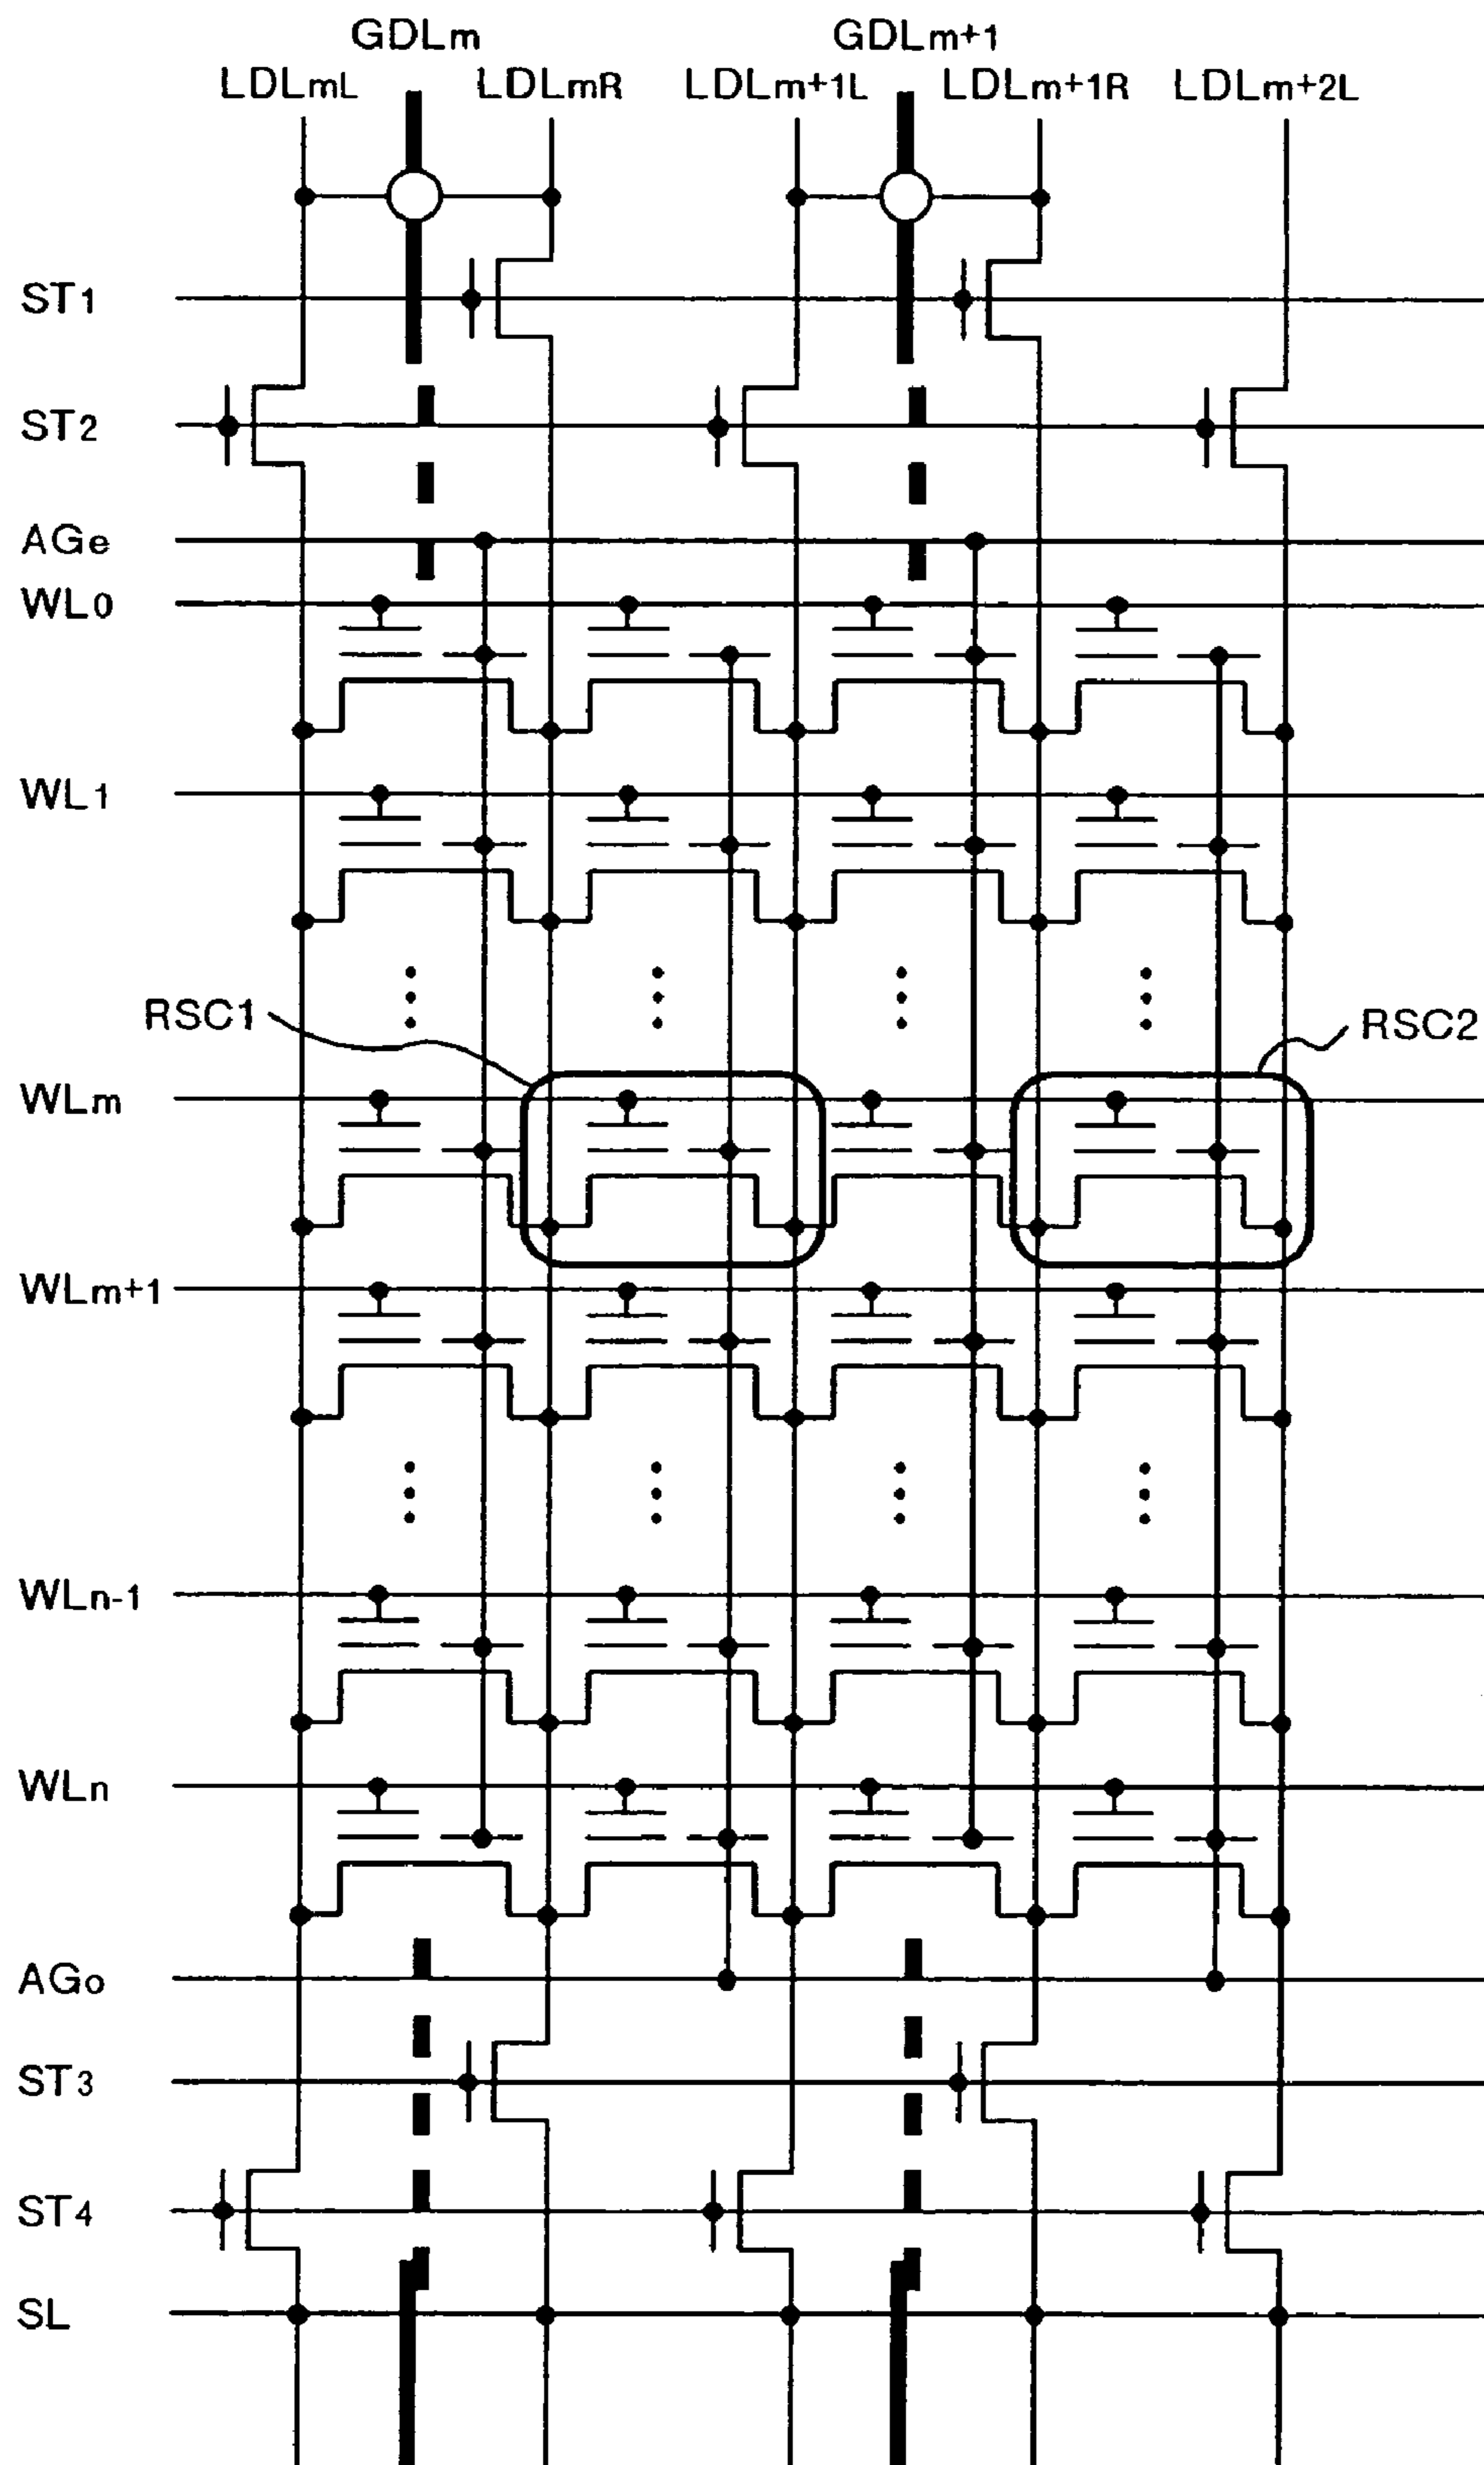 GDLm GDLm+1
LDLmL LDLmR LDLm+1L LDLm+1R LDLm+2L
ST1
ST2
AGe
WL0
WL1
RSC1 RSC2
WLm
WLm+1
WLn-1
WLn
AGo
ST3
ST4
SL